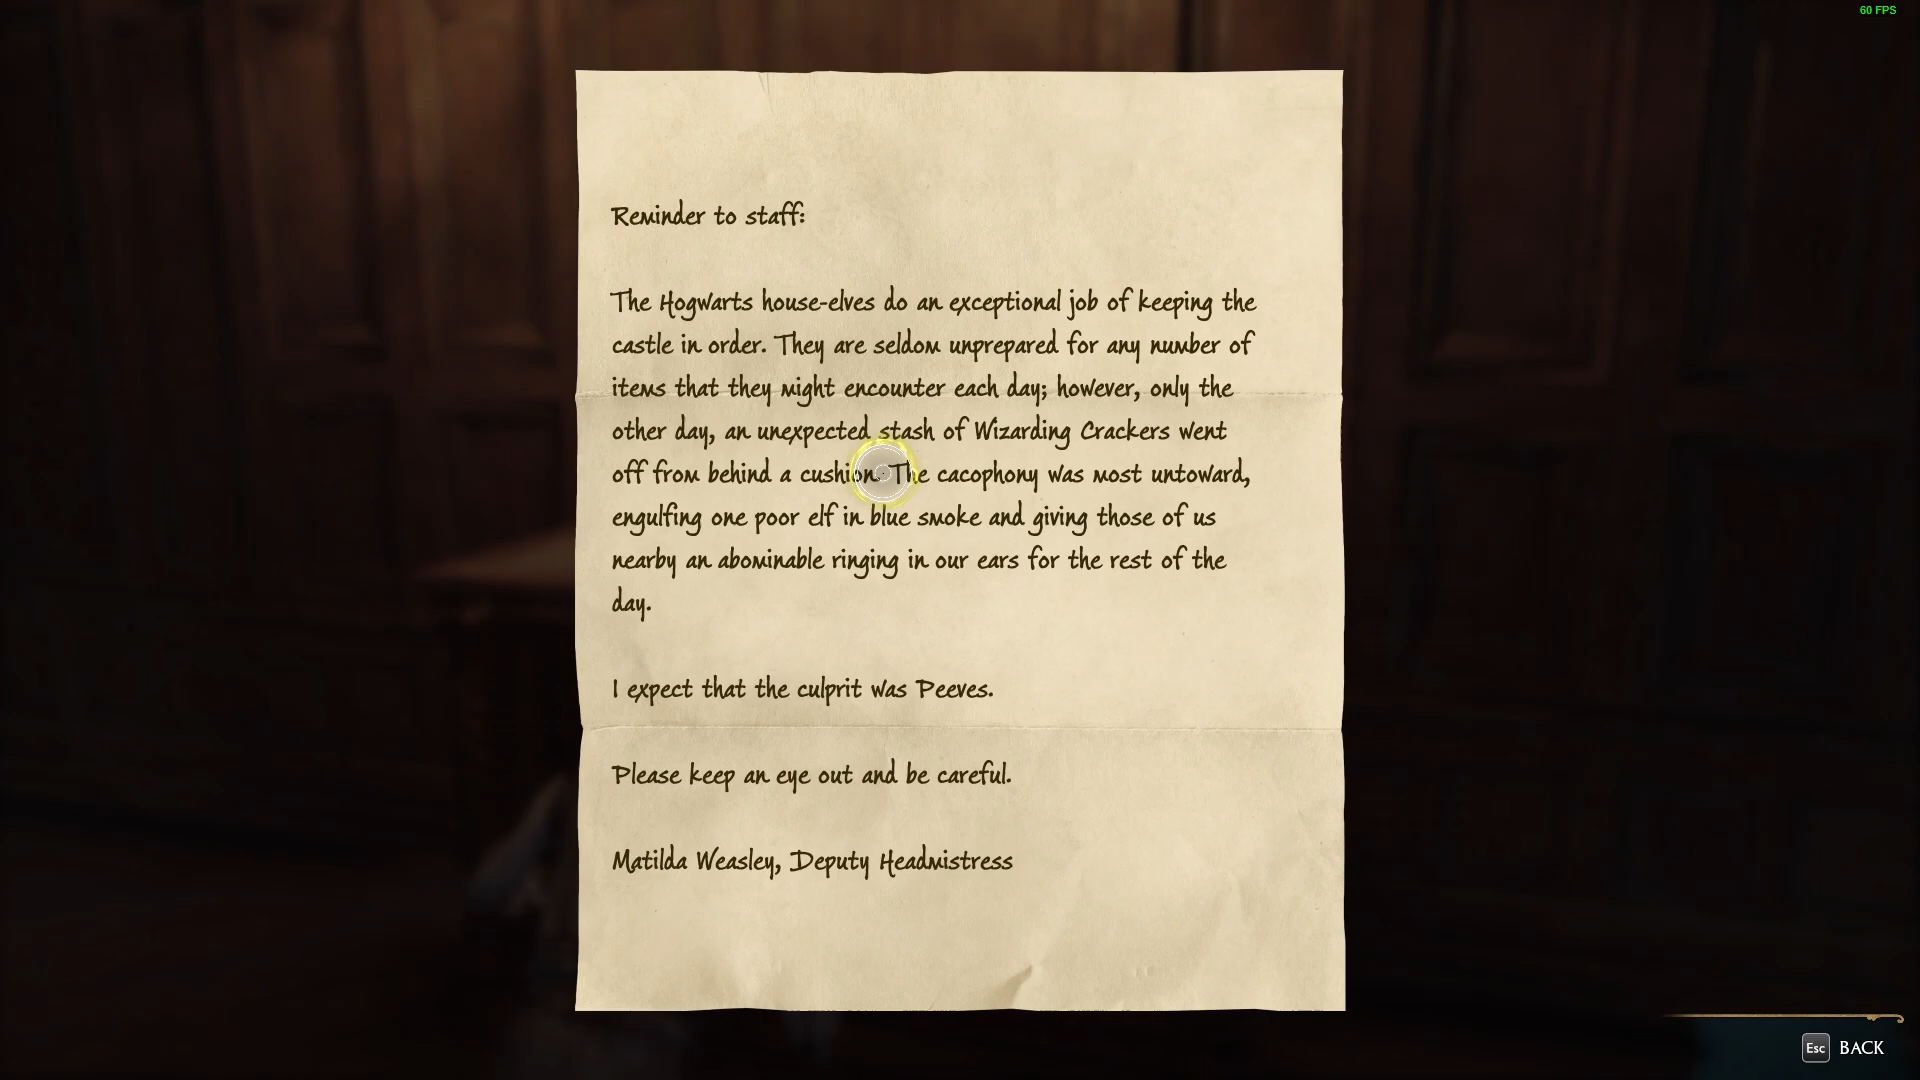 60 FPS
Reminder to staff:
The Hogwarts house-elves do an exceptional job of keeping the
castle in order. They are seldom unprepared for any number of
items that they might encounter each day; however, only the
other day, an unexpected stash of Wizarding Crackers went
off from behind a cushion. The cacophony was most untoward,
engulfing one poor elf in blue smoke and giving those of us
nearby an abominable ringing in our ears for the rest of the
day.
I expect that the culprit was Peeves.
Please keep an eye out and be careful.
Matilda Weasley, Deputy Headmistress
Esc BACK